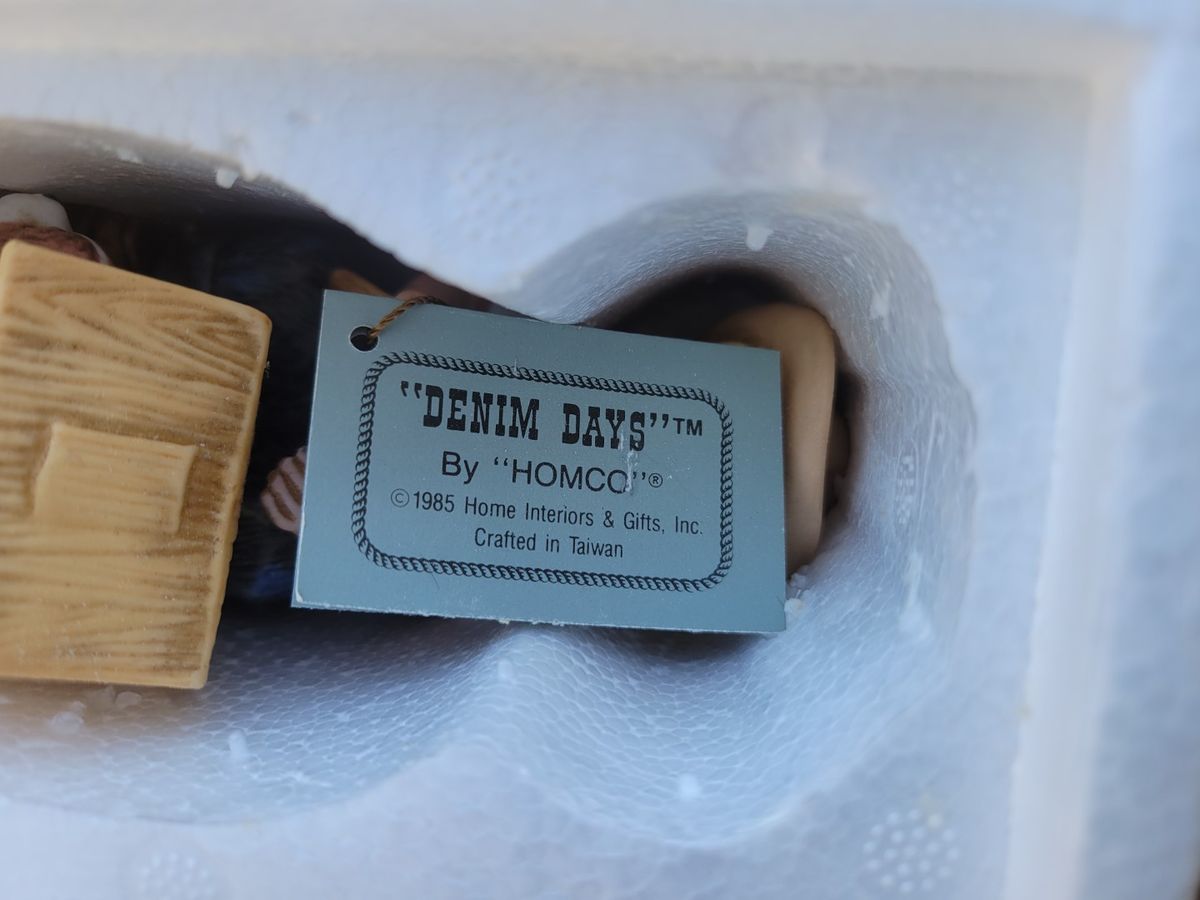 “DENIM DAYS”™
By “HOMCO”®
©1985 Home Interiors & Gifts, Inc.
Crafted in Taiwan